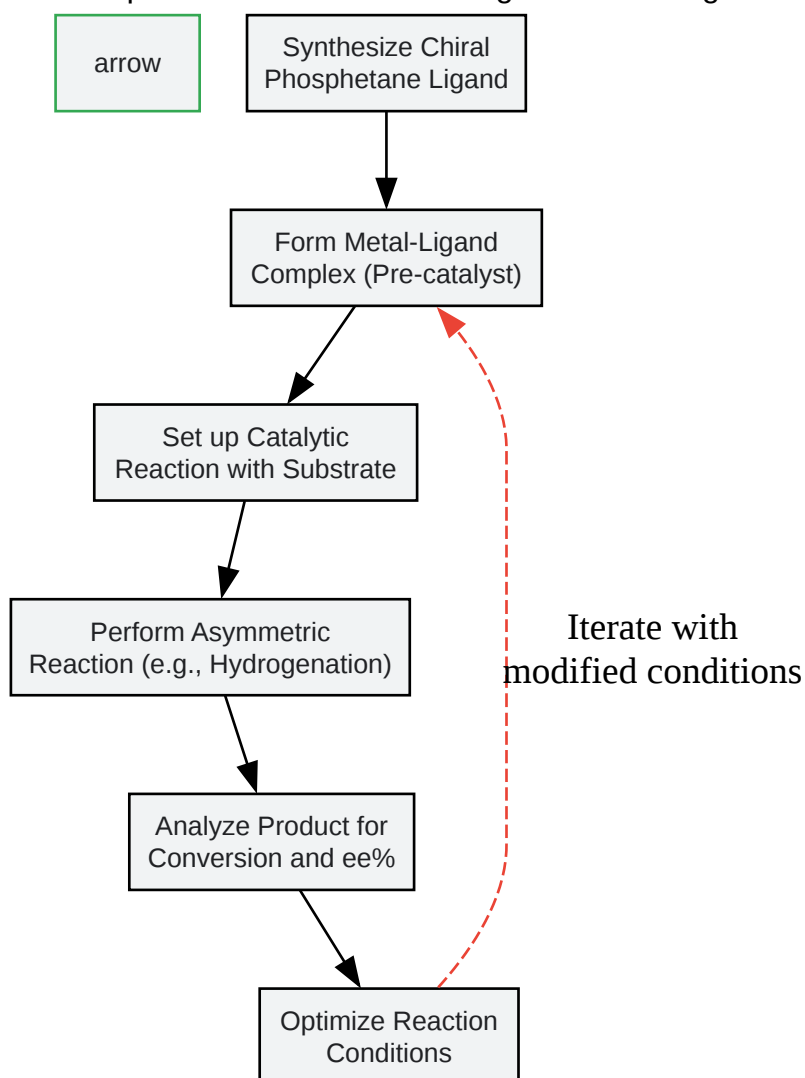 arrow
Synthesize Chiral
Phosphetane Ligand
Form Metal-Ligand
Complex (Pre-catalyst)
Set up Catalytic
Reaction with Substrate
Perform Asymmetric
Reaction (e.g., Hydrogenation)
Iterate with
modified conditions
Analyze Product for
Conversion and ee%
Optimize Reaction
Conditions